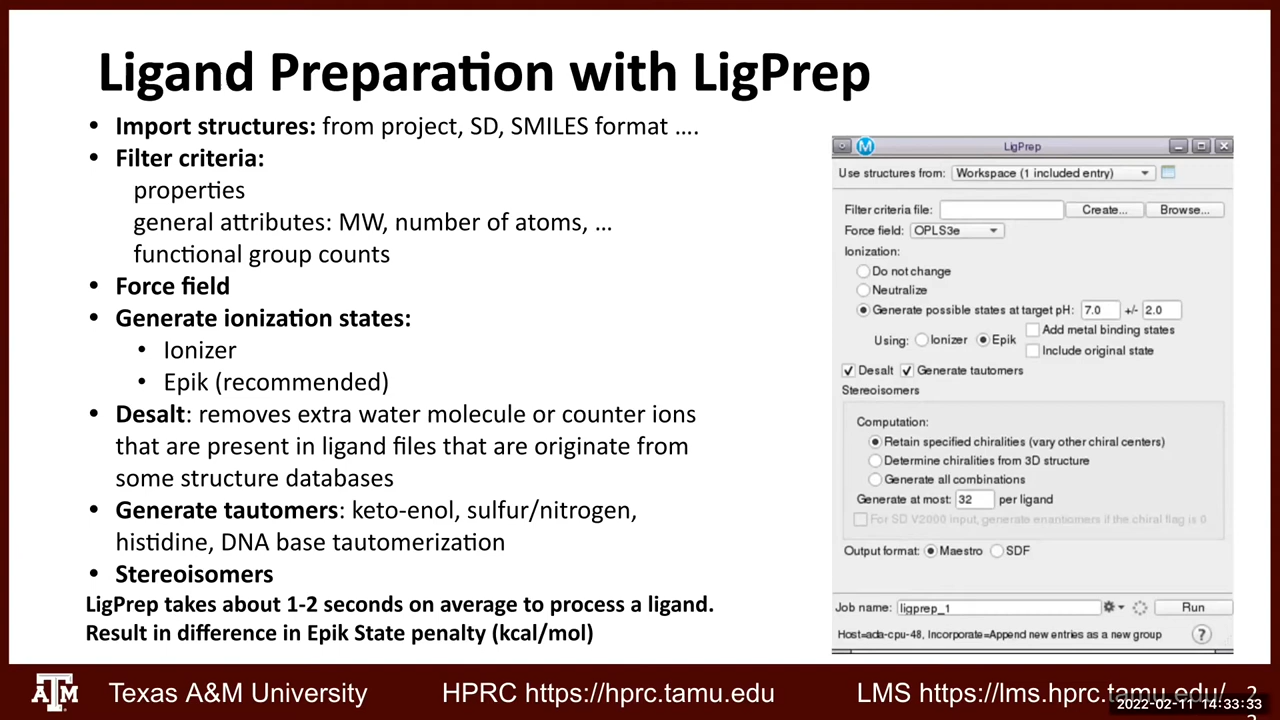 Ligand Preparation with LigPrep
• Import structures: from project, SD, SMILES format ....
• Filter criteria:
properties
general attributes: MW, number of atoms, ...
functional group counts
• Force field
• Generate ionization states:
• Ionizer
• Epik (recommended)
• Desalt: removes extra water molecule or counter ions
that are present in ligand files that are originate from
some structure databases
• Generate tautomers: keto-enol, sulfur/nitrogen,
histidine, DNA base tautomerization
• Stereoisomers
LigPrep takes about 1-2 seconds on average to process a ligand.
Result in difference in Epik State penalty (kcal/mol)
LigPrep
Use structures from: Workspace (1 included entry)
Filter criteria file: Create... Browse...
Force field: OPLS3e
Ionization:
Do not change
Neutralize
Generate possible states at target pH: 7.0 +/- 2.0
Add metal binding states
Using: Ionizer Epik
Include original state
Desalt Generate tautomers
Stereoisomers
Computation:
Retain specified chiralities (vary other chiral centers)
Determine chiralities from 3D structure
Generate all combinations
Generate at most: 32 per ligand
For SD V2000 input, generate enantiomers if the chiral flag is 0
Output format: Maestro SDF
Job name: ligprep_1 Run
Host=ada-cpu-48, Incorporate=Append new entries as a new group ?
ATM Texas A&M University HPRC https://hprc.tamu.edu LMS https://lms.hprc.tamu.edu/ 2
2022-02-11 14:33:33